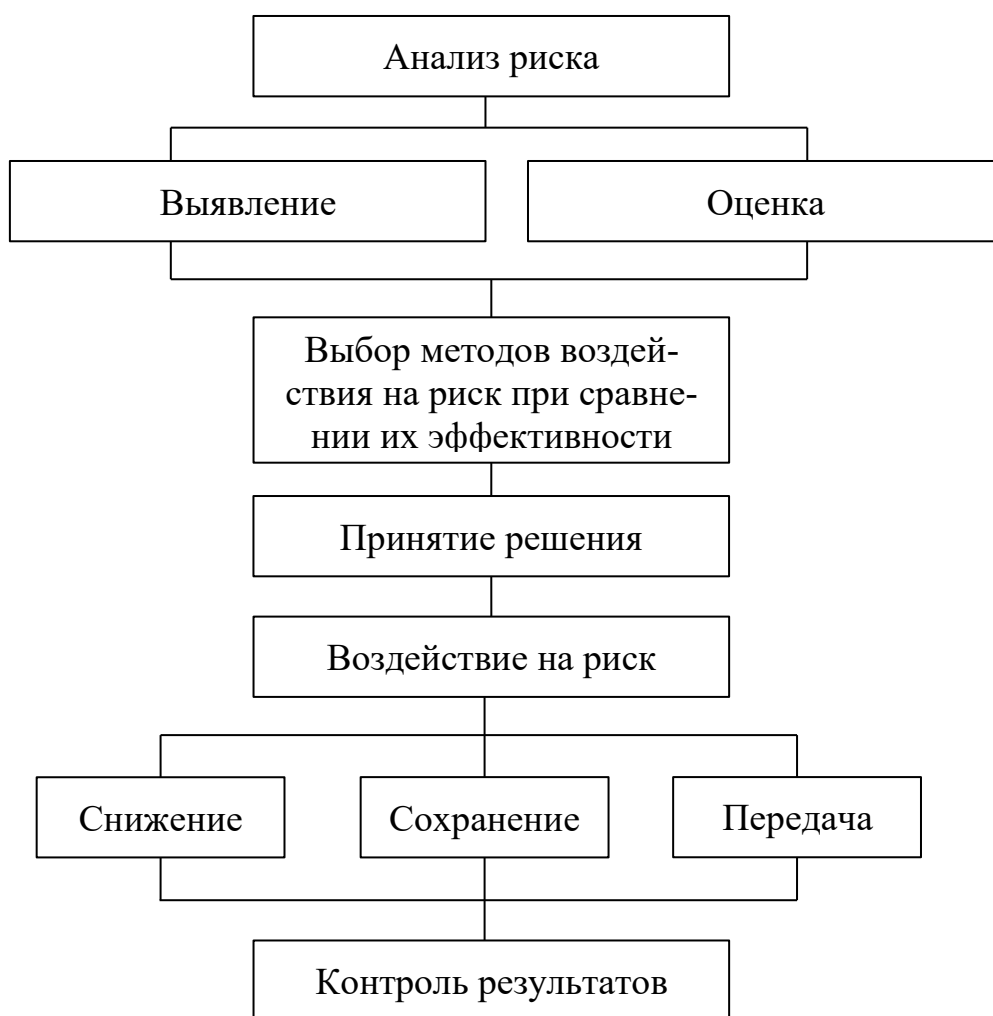 Анализ риска
Выявление
Оценка
Выбор методов воздей-
ствия на риск при сравне-
нии их эффективности
Принятие решения
Воздействие на риск
Снижение
Сохранение
Передача
Контроль результатов